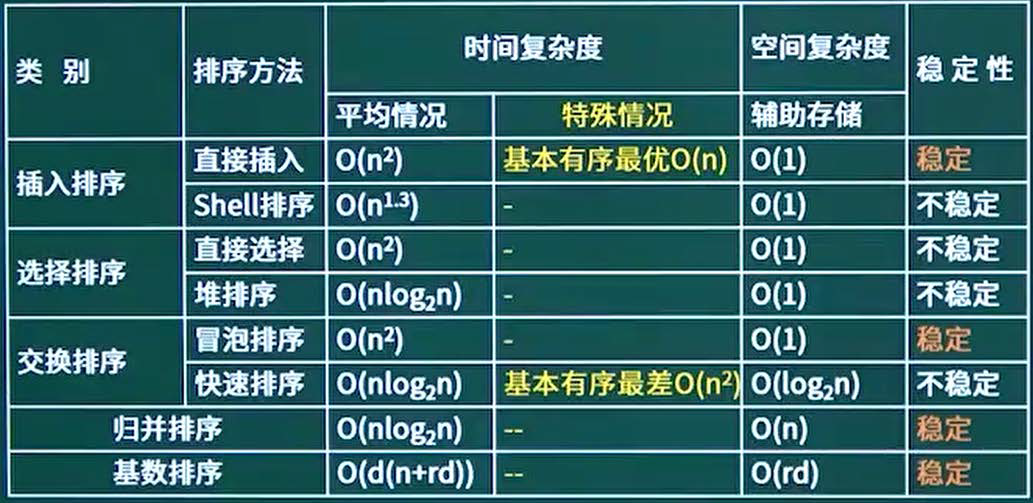 类 别 排序方法 时间复杂度 空间复杂度 稳定性
平均情况 特殊情况 辅助存储
插入排序 直接插入 O(n²) 基本有序最优O(n) O(1) 稳定
Shell排序 O(n¹·³) - O(1) 不稳定
选择排序 直接选择 O(n²) - O(1) 不稳定
堆排序 O(nlog₂n) - O(1) 不稳定
交换排序 冒泡排序 O(n²) - O(1) 稳定
快速排序 O(nlog₂n) 基本有序最差O(n²) O(log₂n) 不稳定
归并排序 O(nlog₂n) -- O(n) 稳定
基数排序 O(d(n+rd)) -- O(rd) 稳定